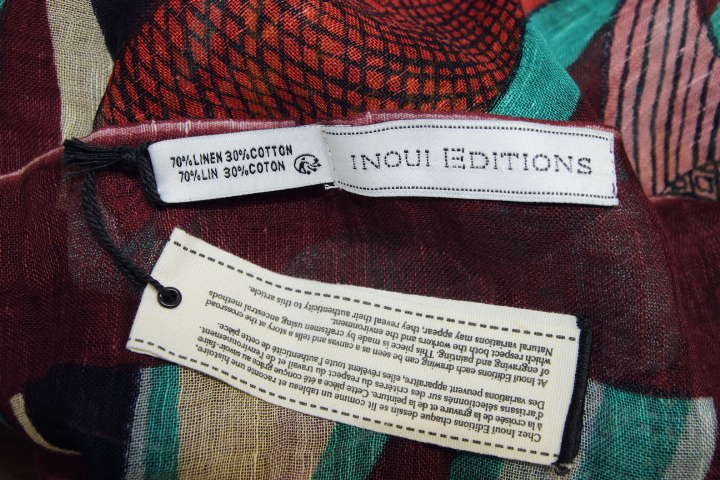 70% LINEN 30% COTTON
70% LIN 30% COTON
INOUI EDITIONS
Chez Inouï Editions chaque dessin se lit comme un tableau et raconte une histoire,
à la croisée de la gravure et de la peinture. Cette pièce a été conçue grâce au savoir-faire
d'artisans sélectionnés sur des critères du respect du travail et de l'environnement.
Des variations peuvent apparaître, elles révèlent toute l'authenticité de cette pièce.
At Inouï Editions each drawing can be seen as a canvas and tells a story at the crossroad
of engraving and painting. This piece is made by craftsmen using ancestral methods
which respect both the workers and the environment.
Natural variations may appear, they reveal their authenticity to this article.